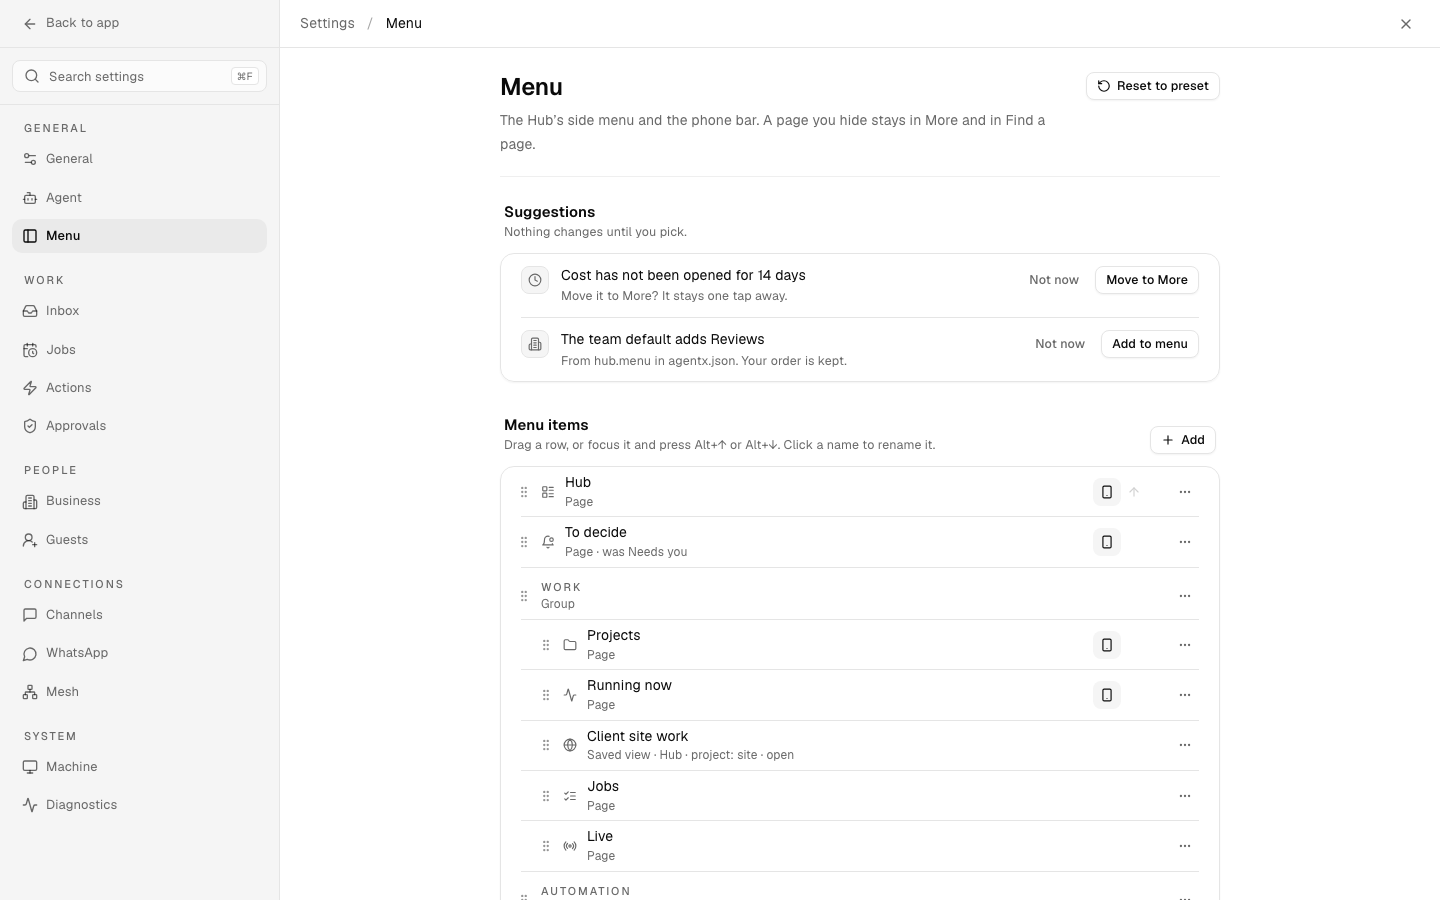 Back to app
Search settings
⌘F
GENERAL
General
Agent
Menu
WORK
Inbox
Jobs
Actions
Approvals
PEOPLE
Business
Guests
CONNECTIONS
Channels
WhatsApp
Mesh
SYSTEM
Machine
Diagnostics
Settings / Menu
Menu
Reset to preset
The Hub’s side menu and the phone bar. A page you hide stays in More and in Find a
page.
Suggestions
Nothing changes until you pick.
Cost has not been opened for 14 days
Move it to More? It stays one tap away.
Not now
Move to More
The team default adds Reviews
From hub.menu in agentx.json. Your order is kept.
Not now
Add to menu
Menu items
Drag a row, or focus it and press Alt+↑ or Alt+↓. Click a name to rename it.
Add
Hub
Page
To decide
Page · was Needs you
WORK
Group
Projects
Page
Running now
Page
Client site work
Saved view · Hub · project: site · open
Jobs
Page
Live
Page
AUTOMATION